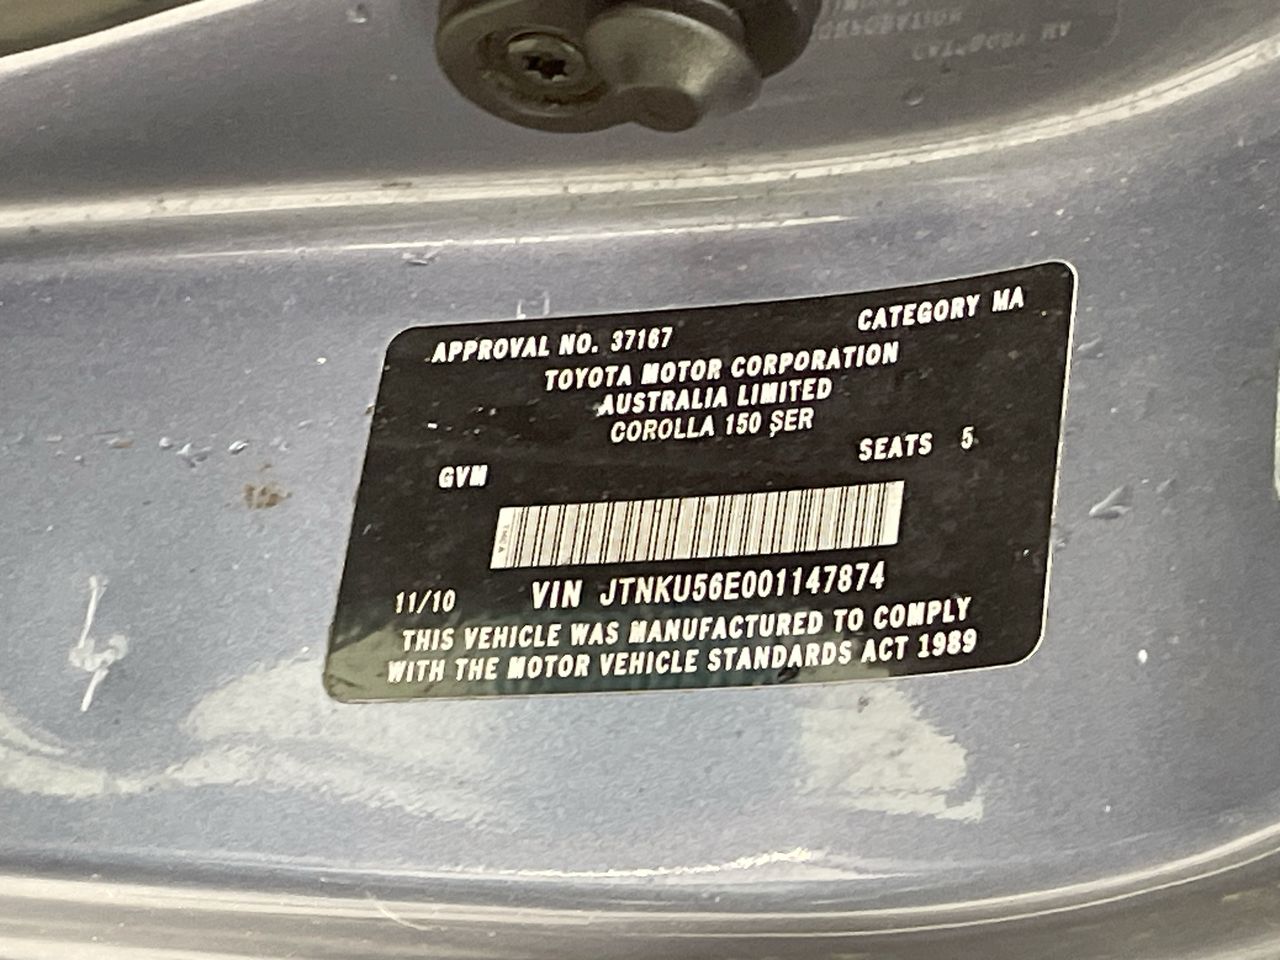 APPROVAL NO. 37167 CATEGORY MA
TOYOTA MOTOR CORPORATION
AUSTRALIA LIMITED
COROLLA 150 SER
GVM SEATS 5
11/10 VIN JTNKU56E001147874
THIS VEHICLE WAS MANUFACTURED TO COMPLY
WITH THE MOTOR VEHICLE STANDARDS ACT 1989